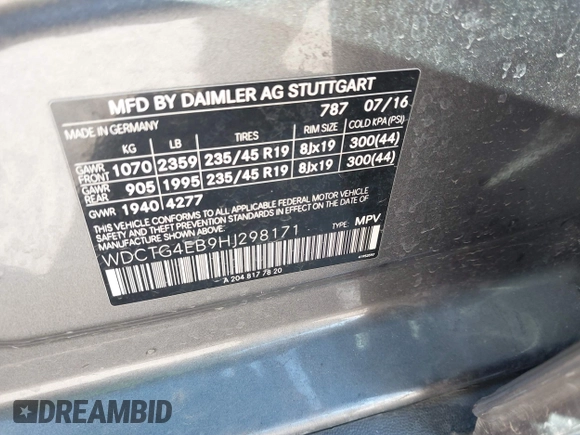 MFD BY DAIMLER AG STUTTGART
MADE IN GERMANY 787 07/16
KG LB TIRES RIM SIZE COLD KPA(PSI)
GAWR FRONT 1070 2359 235/45 R19 8Jx19 300(44)
GAWR REAR 905 1995 235/45 R19 8Jx19 300(44)
GVWR 1940 4277
THIS VEHICLE CONFORMS TO ALL APPLICABLE FEDERAL MOTOR VEHICLE
SAFETY, BUMPER AND THEFT PREVENTION STANDARDS IN EFFECT ON THE
DATE OF MANUFACTURE SHOWN ABOVE.
WDCTG4EB9HJ298171 TYPE: MPV
A 204 817 78 20
DREAMBID